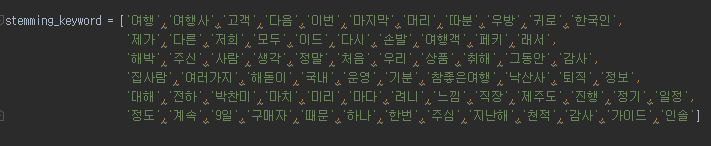 stemming_keyword = ['여행','여행사','고객','다음','이번','마지막','머리','따분','우방','귀로','한국인',
'제가','다른','저희','모두','이드','다시','손발','여행객','페키','래서',
'해박','주신','사람','생각','정말','처음','우리','상품','취해','그동안','감사',
'집사람','여러가지','해돋이','국내','운영','기분','참좋은여행','낙산사','퇴직','정보',
'대해','전하','박찬미','마치','미리','마다','려니','느낌','직장','제주도','진행','정기','일정',
'정도','계속','9일','구매자','때문','하나','한번','주심','지난해','천적','감사','가이드','인솔']